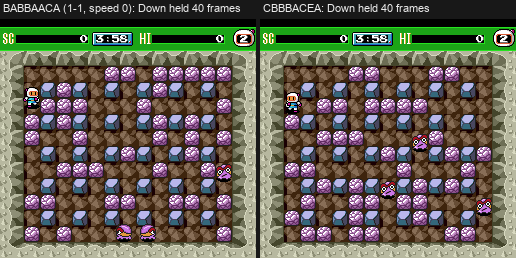 BABBAACA (1-1, speed 0): Down held 40 frames
CBBBACEA: Down held 40 frames
SC 0 3:58 HI 0 2
SC 0 3:58 HI 0 2